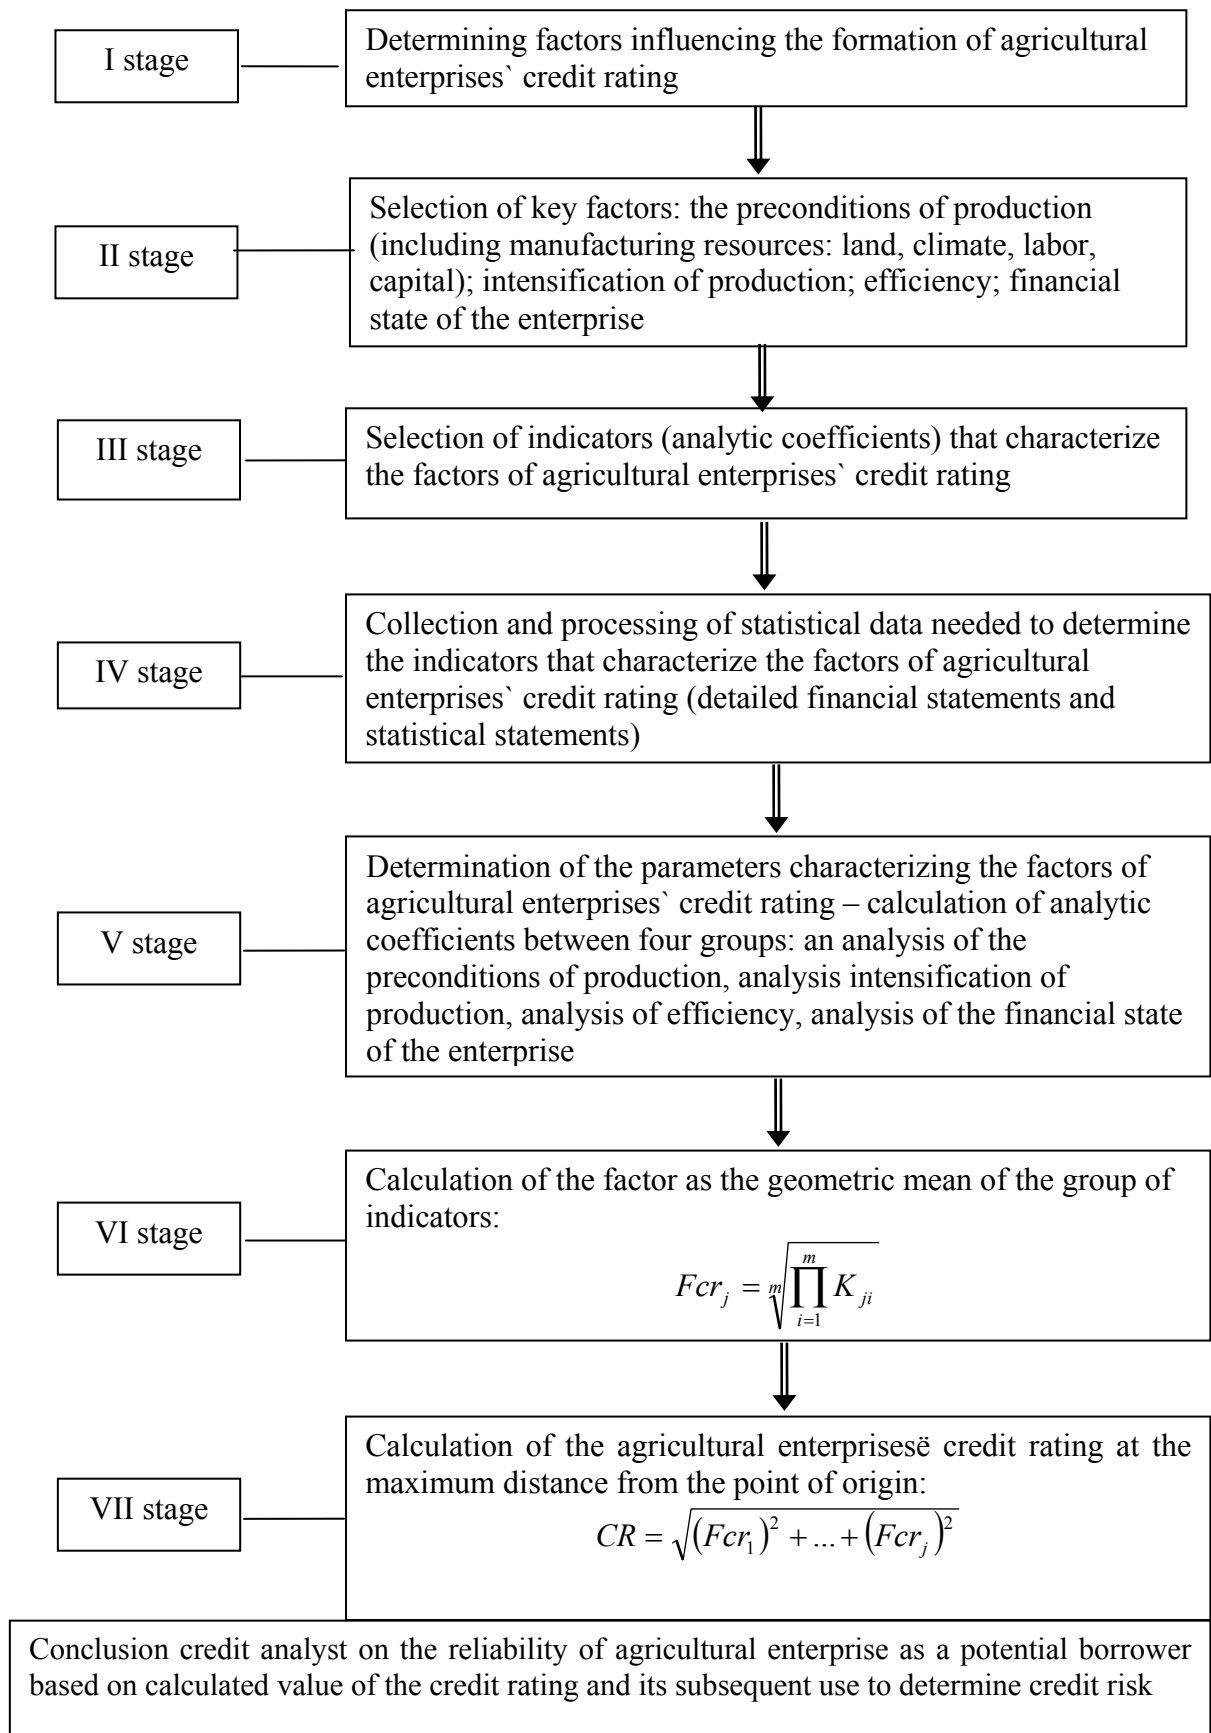 I stage
Determining factors influencing the formation of agricultural
enterprises` credit rating
II stage
Selection of key factors: the preconditions of production
(including manufacturing resources: land, climate, labor,
capital); intensification of production; efficiency; financial
state of the enterprise
III stage
Selection of indicators (analytic coefficients) that characterize
the factors of agricultural enterprises` credit rating
IV stage
Collection and processing of statistical data needed to determine
the indicators that characterize the factors of agricultural
enterprises` credit rating (detailed financial statements and
statistical statements)
V stage
Determination of the parameters characterizing the factors of
agricultural enterprises` credit rating – calculation of analytic
coefficients between four groups: an analysis of the
preconditions of production, analysis intensification of
production, analysis of efficiency, analysis of the financial state
of the enterprise
VI stage
Calculation of the factor as the geometric mean of the group of
indicators:
Fcr_j = \sqrt[m]{\prod_{i=1}^{m} K_{ji}}
VII stage
Calculation of the agricultural enterprisesë credit rating at the
maximum distance from the point of origin:
CR = \sqrt{(Fcr_1)^2 + ... + (Fcr_j)^2}
Conclusion credit analyst on the reliability of agricultural enterprise as a potential borrower
based on calculated value of the credit rating and its subsequent use to determine credit risk